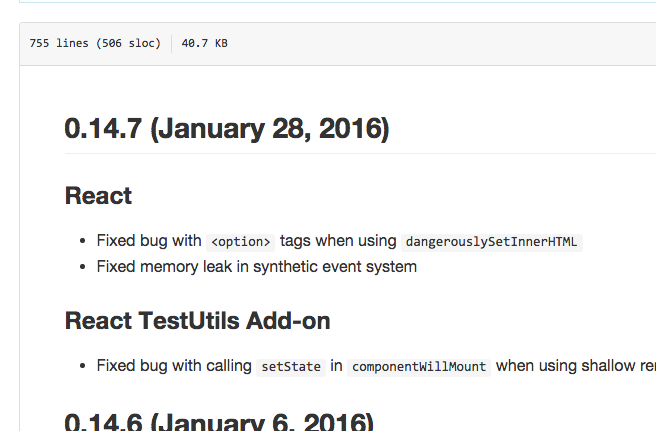 755 lines (506 sloc) 40.7 KB
0.14.7 (January 28, 2016)
React
• Fixed bug with <option> tags when using dangerouslySetInnerHTML
• Fixed memory leak in synthetic event system
React TestUtils Add-on
• Fixed bug with calling setState in componentWillMount when using shallow
0.14.6 (January 6, 2016)